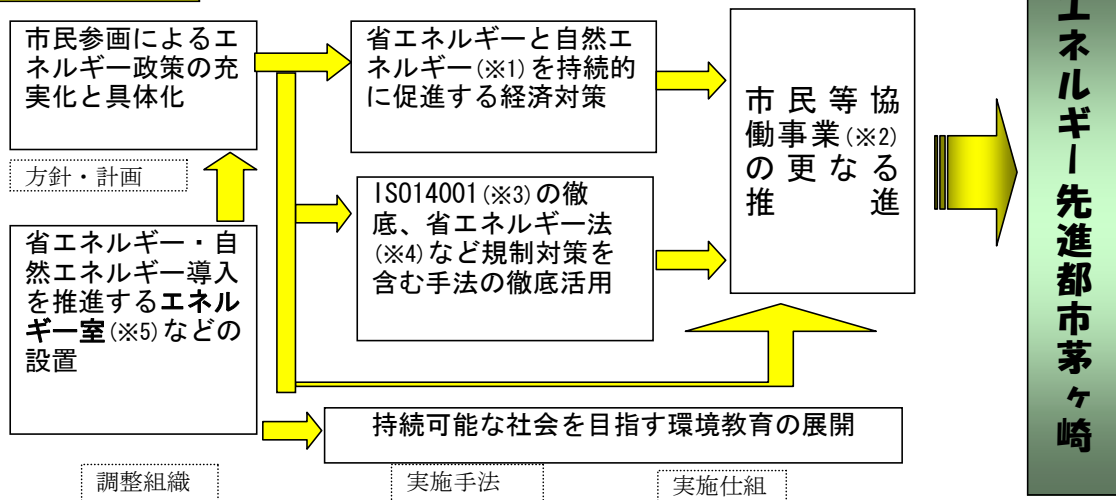 市民参画によるエ
ネルギー政策の充
実化と具体化
方針・計画
省エネルギー・自
然エネルギー導入
を推進するエネル
ギー室(※5)などの
設置
調整組織
省エネルギーと自然エ
ネルギー(※1)を持続的
に促進する経済対策
ISO14001(※3)の徹
底、省エネルギー法
(※4)など規制対策を
含む手法の徹底活用
持続可能な社会を目指す環境教育の展開
実施手法
市民等協
働事業(※2)
の更なる
推進
実施仕組
エネルギー先進都市茅ヶ崎